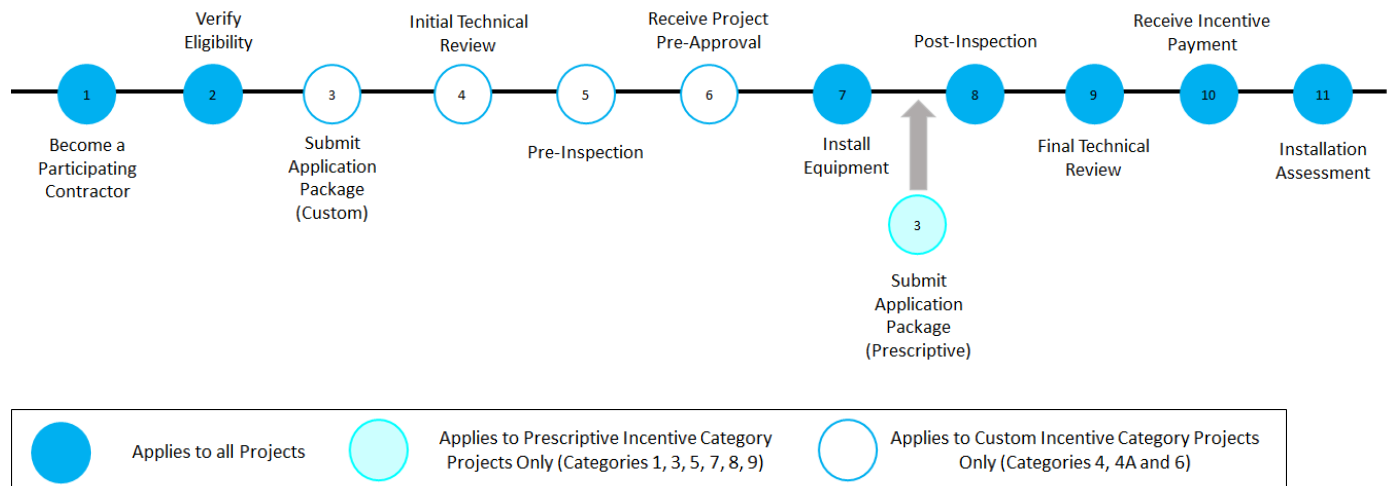 Verify
Eligibility
Initial Technical
Review
Receive Project
Pre-Approval
Post-Inspection
Receive Incentive
Payment
1
2
3
4
5
6
7
8
9
10
11
Become a
Participating
Contractor
Submit
Application
Package
(Custom)
Pre-Inspection
Install
Equipment
Final Technical
Review
Installation
Assessment
3
Submit
Application
Package
(Prescriptive)
Applies to all Projects
Applies to Prescriptive Incentive Category
Projects Only (Categories 1, 3, 5, 7, 8, 9)
Applies to Custom Incentive Category Projects
Only (Categories 4, 4A and 6)